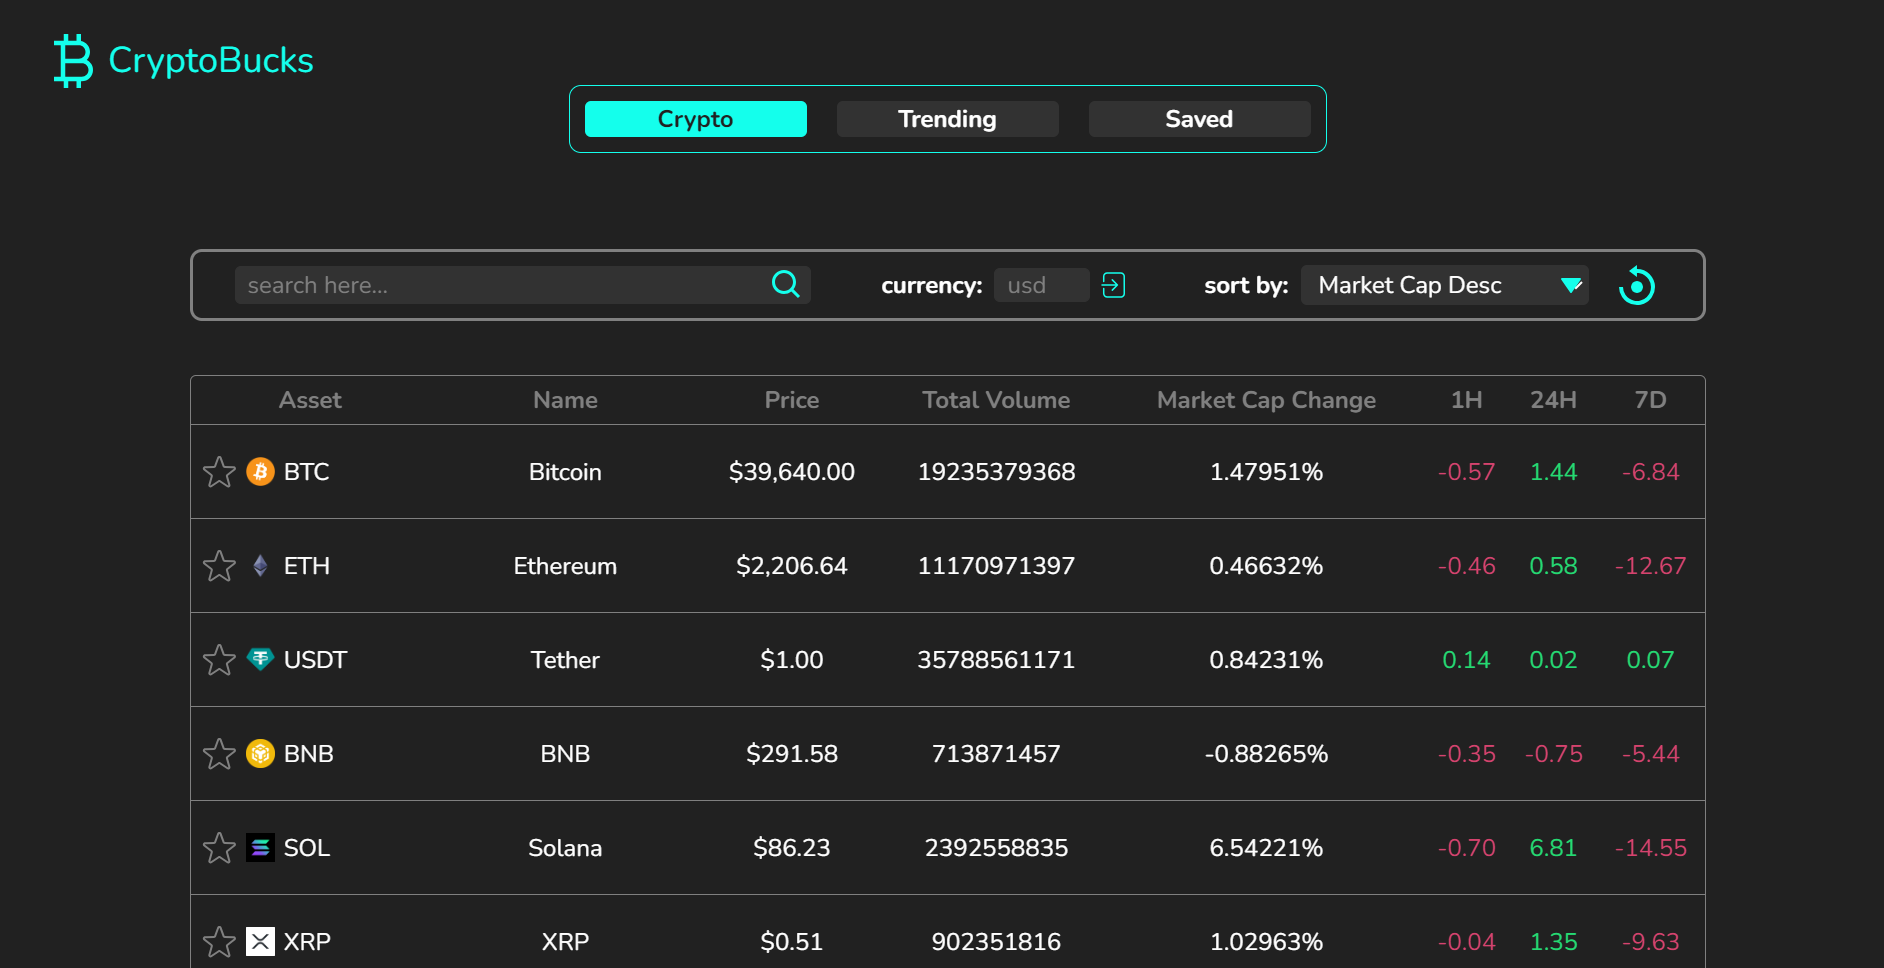 CryptoBucks
Crypto Trending Saved
search here... currency: usd sort by: Market Cap Desc
Asset Name Price Total Volume Market Cap Change 1H 24H 7D
BTC Bitcoin $39,640.00 19235379368 1.47951% -0.57 1.44 -6.84
ETH Ethereum $2,206.64 11170971397 0.46632% -0.46 0.58 -12.67
USDT Tether $1.00 35788561171 0.84231% 0.14 0.02 0.07
BNB BNB $291.58 713871457 -0.88265% -0.35 -0.75 -5.44
SOL Solana $86.23 2392558835 6.54221% -0.70 6.81 -14.55
XRP XRP $0.51 902351816 1.02963% -0.04 1.35 -9.63